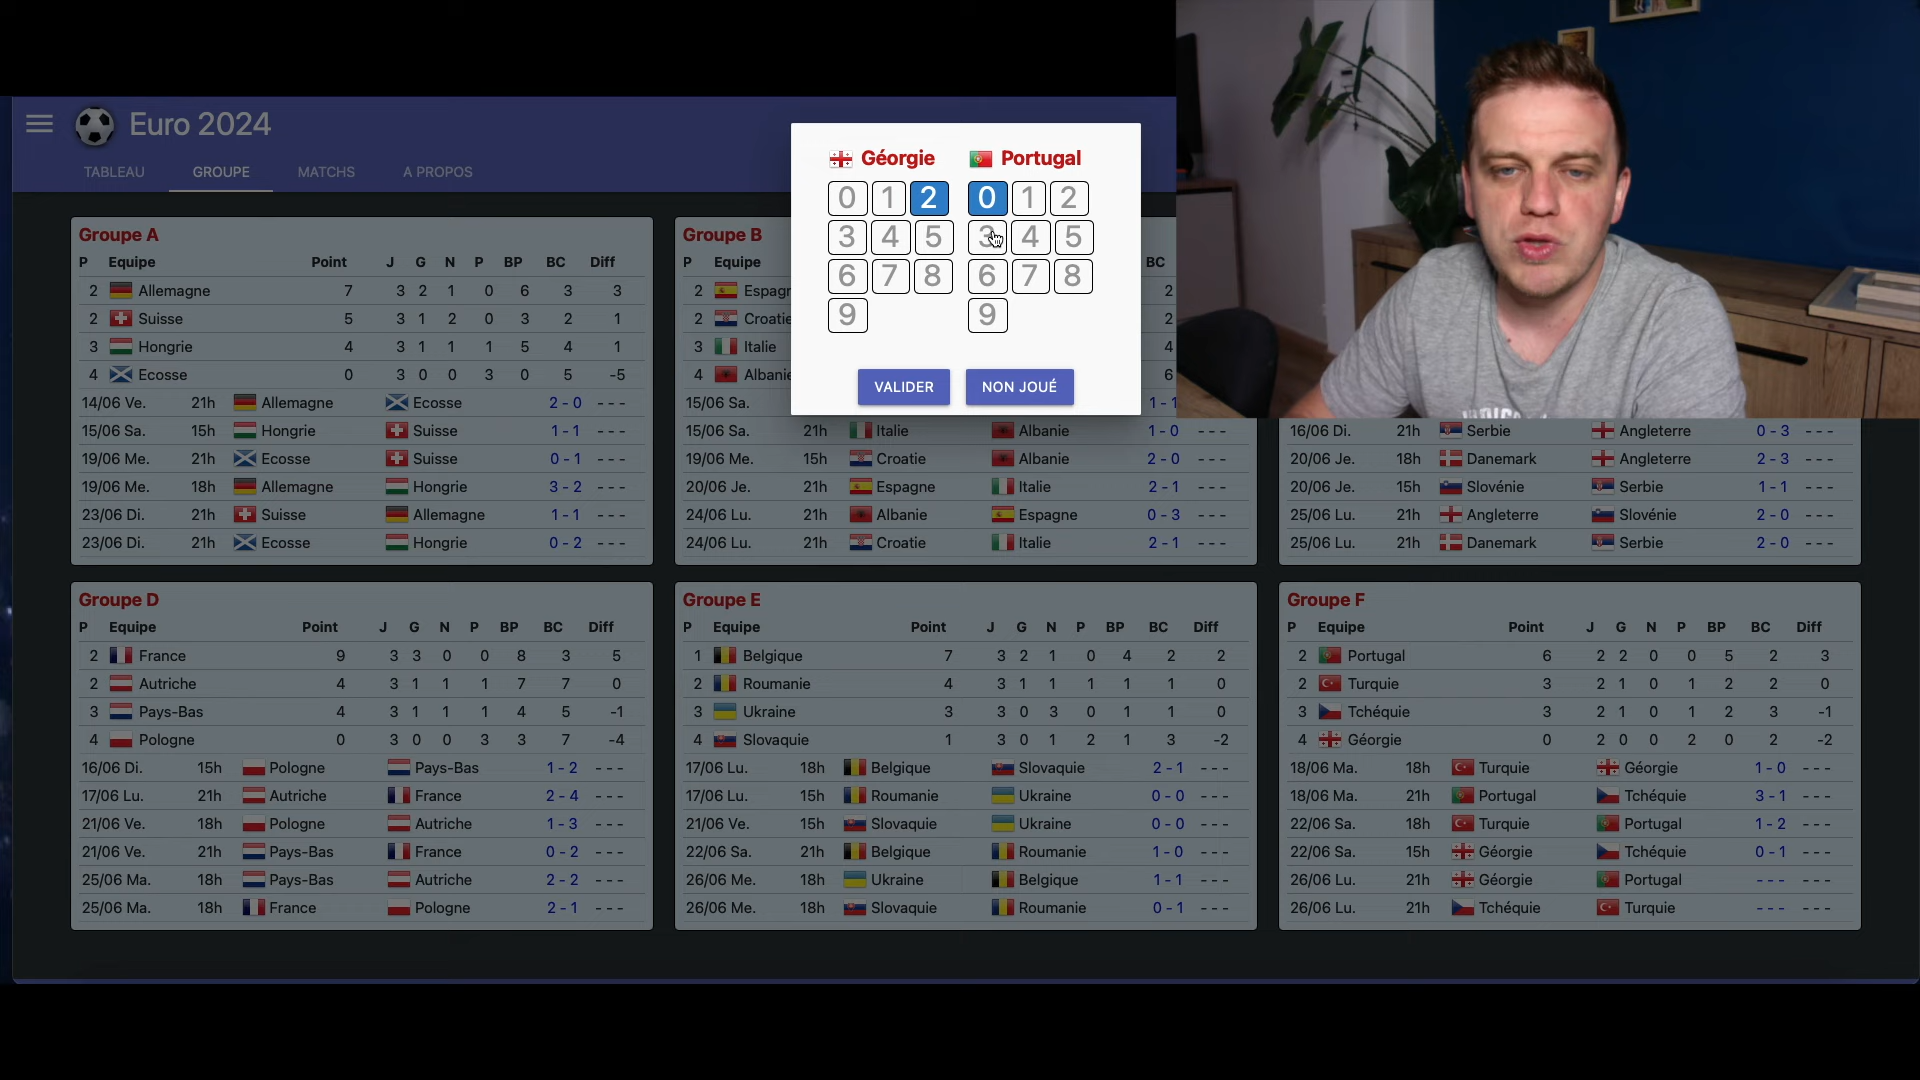 Euro 2024
TABLEAU GROUPE MATCHS A PROPOS
Géorgie Portugal
0 1 2 0 1 2
3 4 5 3 4 5
6 7 8 6 7 8
9 9
VALIDER NON JOUÉ
Groupe A
P Equipe Point J G N P BP BC Diff
2 Allemagne 7 3 2 1 0 6 3 3
2 Suisse 5 3 1 2 0 3 2 1
3 Hongrie 4 3 1 1 1 5 4 1
4 Ecosse 0 3 0 0 3 0 5 -5
14/06 Ve. 21h Allemagne Ecosse 2 - 0 - - -
15/06 Sa. 15h Hongrie Suisse 1 - 1 - - -
19/06 Me. 21h Ecosse Suisse 0 - 1 - - -
19/06 Me. 18h Allemagne Hongrie 3 - 2 - - -
23/06 Di. 21h Suisse Allemagne 1 - 1 - - -
23/06 Di. 21h Ecosse Hongrie 0 - 2 - - -
Groupe B
P Equipe BC
2 Espagr 2
2 Croatie 2
3 Italie 4
4 Albanie 6
15/06 Sa. 1 - 1
15/06 Sa. 21h Italie Albanie 1 - 0 - - -
19/06 Me. 15h Croatie Albanie 2 - 0 - - -
20/06 Je. 21h Espagne Italie 2 - 1 - - -
24/06 Lu. 21h Albanie Espagne 0 - 3 - - -
24/06 Lu. 21h Croatie Italie 2 - 1 - - -
16/06 Di. 21h Serbie Angleterre 0 - 3 - - -
20/06 Je. 18h Danemark Angleterre 2 - 3 - - -
20/06 Je. 15h Slovénie Serbie 1 - 1 - - -
25/06 Lu. 21h Angleterre Slovénie 2 - 0 - - -
25/06 Lu. 21h Danemark Serbie 2 - 0 - - -
Groupe D
P Equipe Point J G N P BP BC Diff
2 France 9 3 3 0 0 8 3 5
2 Autriche 4 3 1 1 1 7 7 0
3 Pays-Bas 4 3 1 1 1 4 5 -1
4 Pologne 0 3 0 0 3 3 7 -4
16/06 Di. 15h Pologne Pays-Bas 1 - 2 - - -
17/06 Lu. 21h Autriche France 2 - 4 - - -
21/06 Ve. 18h Pologne Autriche 1 - 3 - - -
21/06 Ve. 21h Pays-Bas France 0 - 2 - - -
25/06 Ma. 18h Pays-Bas Autriche 2 - 2 - - -
25/06 Ma. 18h France Pologne 2 - 1 - - -
Groupe E
P Equipe Point J G N P BP BC Diff
1 Belgique 7 3 2 1 0 4 2 2
2 Roumanie 4 3 1 1 1 1 1 0
3 Ukraine 3 3 0 3 0 1 1 0
4 Slovaquie 1 3 0 1 2 1 3 -2
17/06 Lu. 18h Belgique Slovaquie 2 - 1 - - -
17/06 Lu. 15h Roumanie Ukraine 0 - 0 - - -
21/06 Ve. 15h Slovaquie Ukraine 0 - 0 - - -
22/06 Sa. 21h Belgique Roumanie 1 - 0 - - -
26/06 Me. 18h Ukraine Belgique 1 - 1 - - -
26/06 Me. 18h Slovaquie Roumanie 0 - 1 - - -
Groupe F
P Equipe Point J G N P BP BC Diff
2 Portugal 6 2 2 0 0 5 2 3
2 Turquie 3 2 1 0 1 2 2 0
3 Tchéquie 3 2 1 0 1 2 3 -1
4 Géorgie 0 2 0 0 2 0 2 -2
18/06 Ma. 18h Turquie Géorgie 1 - 0 - - -
18/06 Ma. 21h Portugal Tchéquie 3 - 1 - - -
22/06 Sa. 18h Turquie Portugal 1 - 2 - - -
22/06 Sa. 15h Géorgie Tchéquie 0 - 1 - - -
26/06 Lu. 21h Géorgie Portugal - - - - - -
26/06 Lu. 21h Tchéquie Turquie - - - - - -